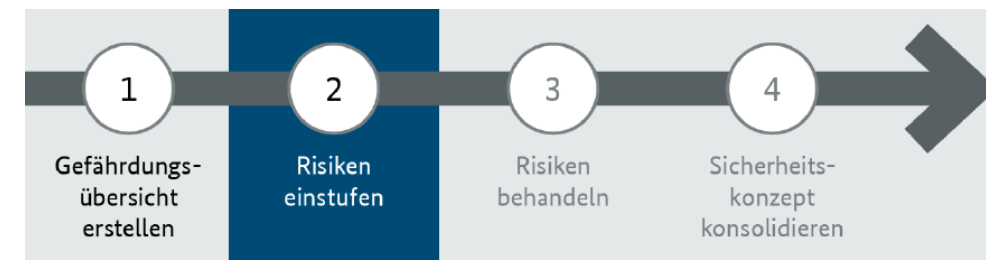 1
2
3
4
Gefährdungs-
übersicht
erstellen
Risiken
einstufen
Risiken
behandeln
Sicherheits-
konzept
konsolidieren